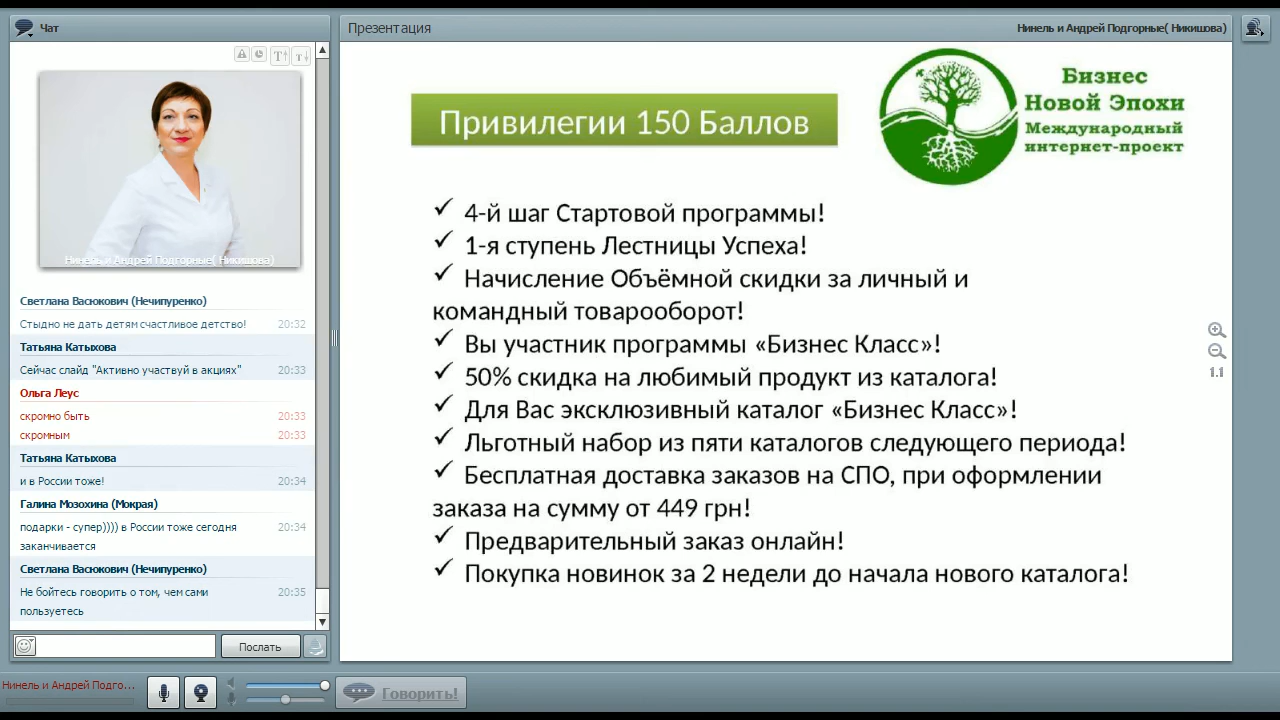 Чат
Нинель и Андрей Подгорные( Никишова)
Светлана Васюкович (Нечипуренко)
Стыдно не дать детям счастливое детство! 20:32
Татьяна Катыхова
Сейчас слайд "Активно участвуй в акциях" 20:33
Ольга Леус
скромно быть 20:33
скромным 20:33
Татьяна Катыхова
и в России тоже! 20:34
Галина Мозохина (Мокрая)
подарки - супер)))) в России тоже сегодня 20:34
заканчивается
Светлана Васюкович (Нечипуренко)
Не бойтесь говорить о том, чем сами 20:35
пользуетесь
Послать
Нинель и Андрей Подго...
Говорить!
Презентация
Нинель и Андрей Подгорные( Никишова)
Бизнес
Новой Эпохи
Международный
интернет-проект
Привилегии 150 Баллов
4-й шаг Стартовой программы!
1-я ступень Лестницы Успеха!
Начисление Объёмной скидки за личный и
командный товарооборот!
Вы участник программы «Бизнес Класс»!
50% скидка на любимый продукт из каталога!
Для Вас эксклюзивный каталог «Бизнес Класс»!
Льготный набор из пяти каталогов следующего периода!
Бесплатная доставка заказов на СПО, при оформлении
заказа на сумму от 449 грн!
Предварительный заказ онлайн!
Покупка новинок за 2 недели до начала нового каталога!
1.1